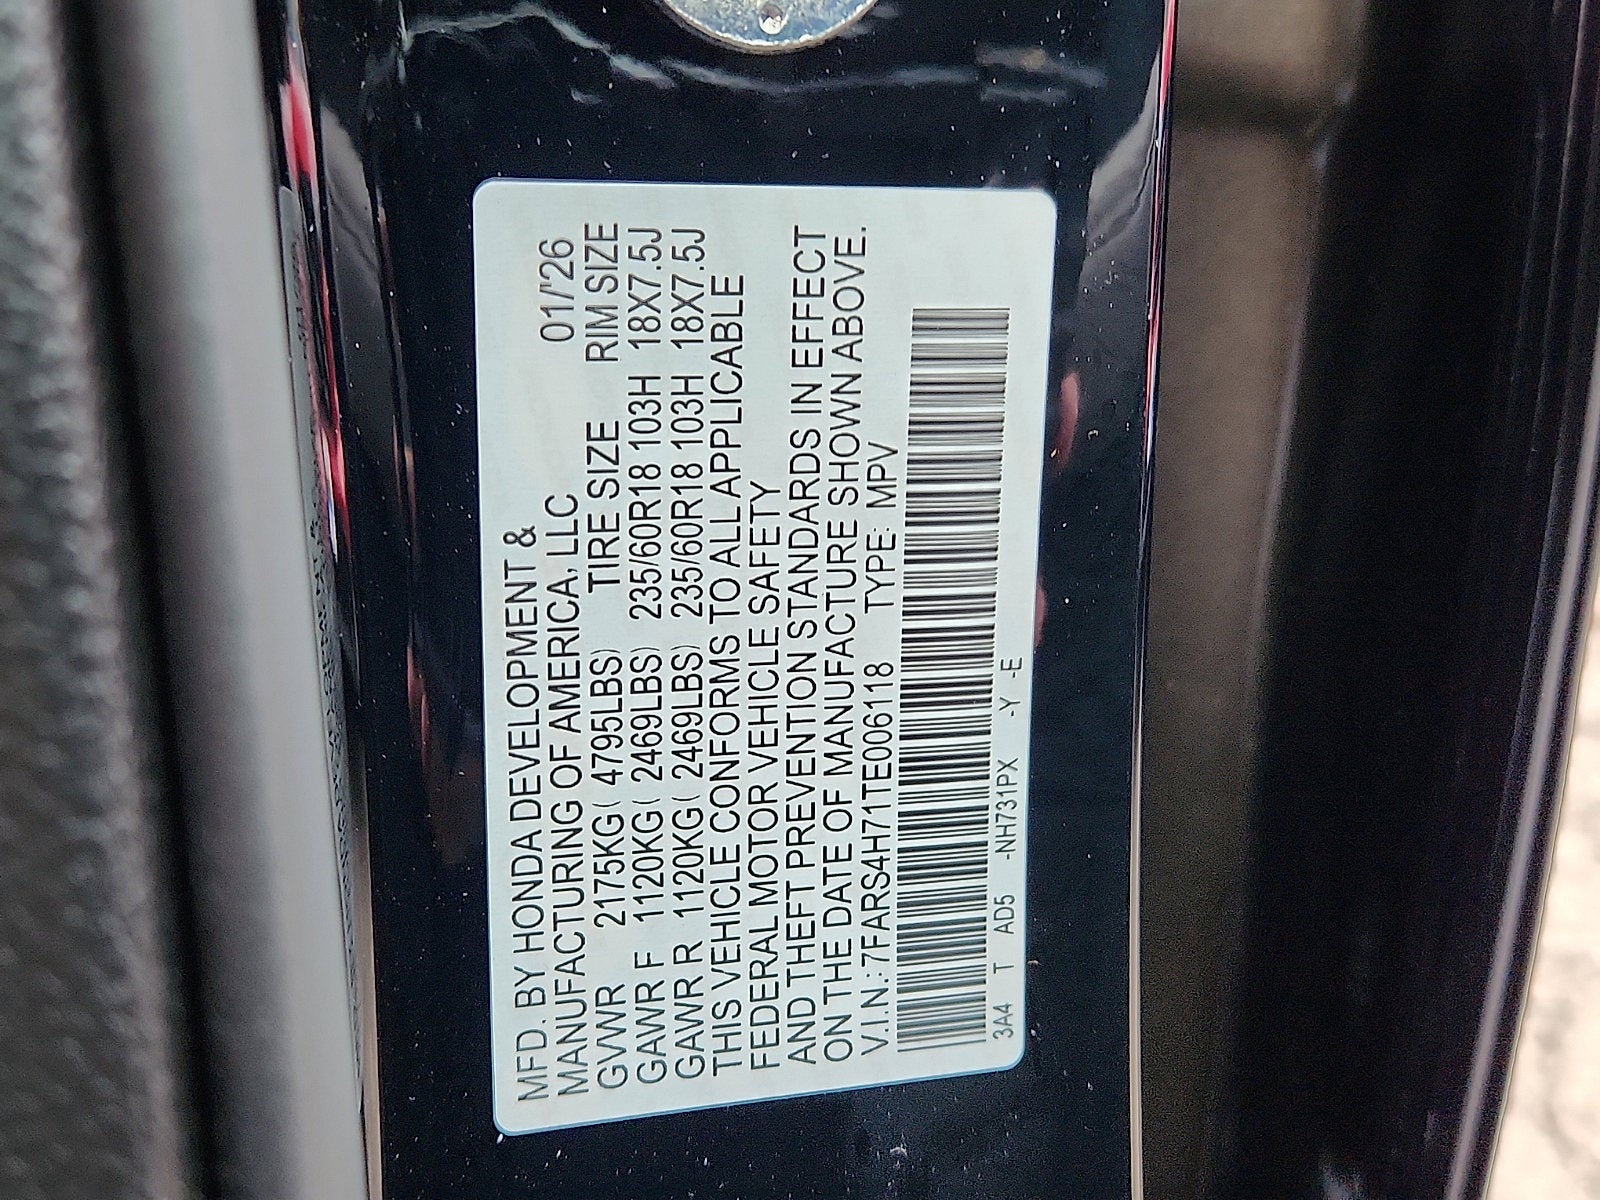 MFD. BY HONDA DEVELOPMENT &
MANUFACTURING OF AMERICA, LLC 01/'26
GVWR 2175KG( 4795LBS) TIRE SIZE RIM SIZE
GAWR F 1120KG( 2469LBS) 235/60R18 103H 18X7.5J
GAWR R 1120KG( 2469LBS) 235/60R18 103H 18X7.5J
THIS VEHICLE CONFORMS TO ALL APPLICABLE
FEDERAL MOTOR VEHICLE SAFETY
AND THEFT PREVENTION STANDARDS IN EFFECT
ON THE DATE OF MANUFACTURE SHOWN ABOVE.
V.I.N.: 7FARS4H71TE006118 TYPE: MPV
3A4 T AD5 -NH731PX -Y -E